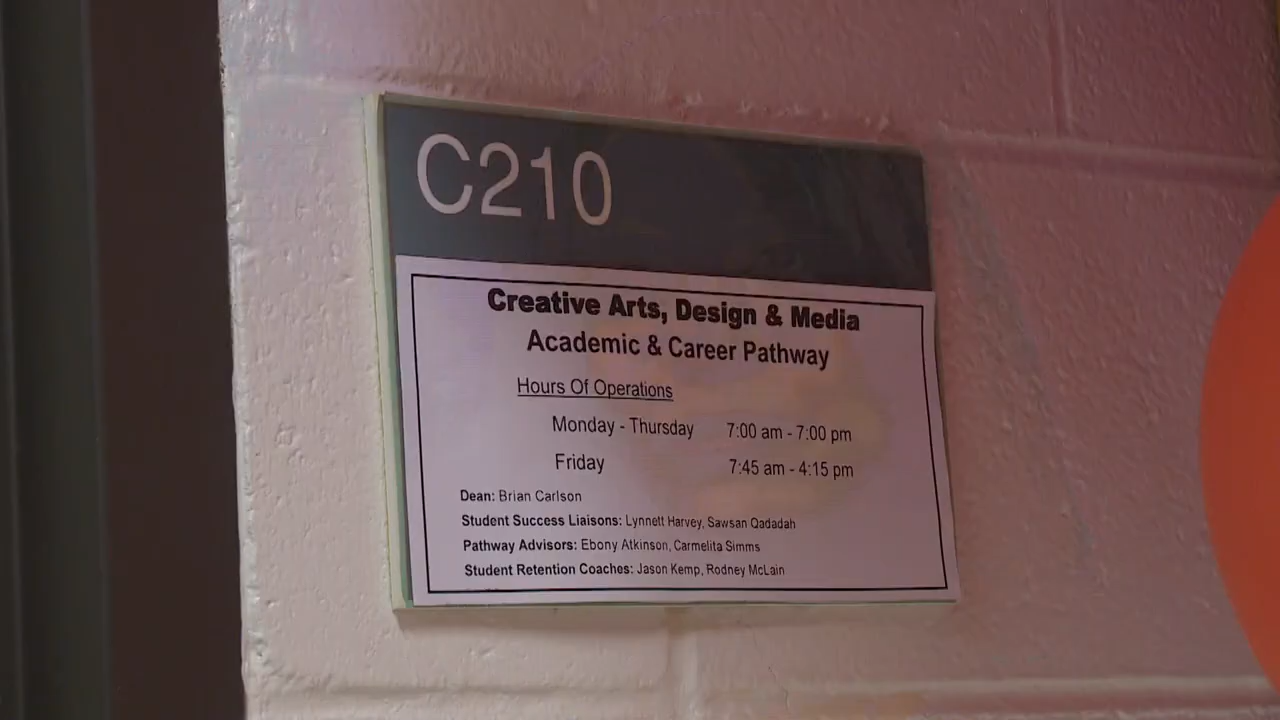 C210
Creative Arts, Design & Media
Academic & Career Pathway
Hours Of Operations
Monday - Thursday 7:00 am - 7:00 pm
Friday 7:45 am - 4:15 pm
Dean: Brian Carlson
Student Success Liaisons: Lynnett Harvey, Sawsan Qadadah
Pathway Advisors: Ebony Atkinson, Carmelita Simms
Student Retention Coaches: Jason Kemp, Rodney McLain